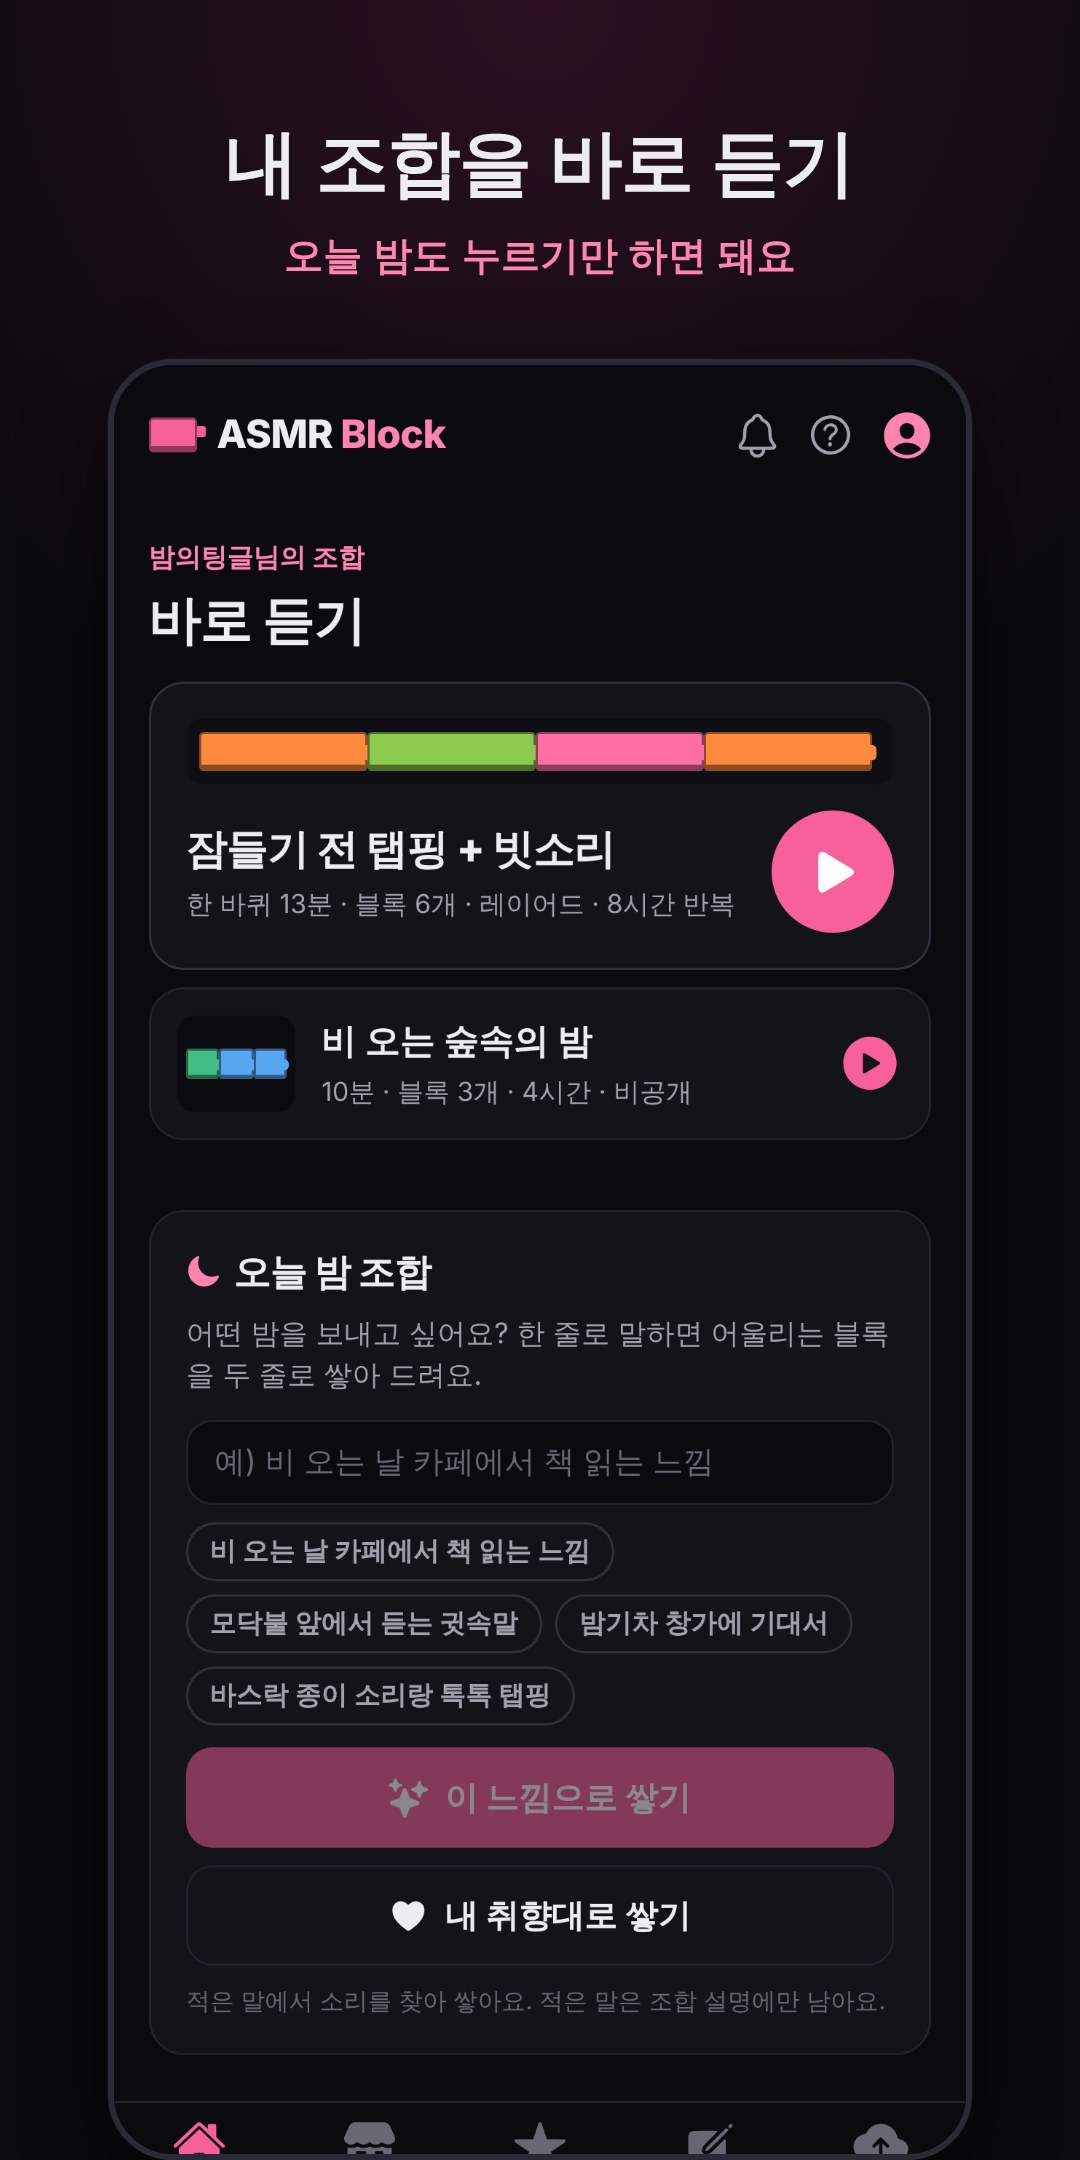 내 조합을 바로 듣기
오늘 밤도 누르기만 하면 돼요
ASMR Block
밤의팅글님의 조합
바로 듣기
잠들기 전 탭핑 + 빗소리
한 바퀴 13분 · 블록 6개 · 레이어드 · 8시간 반복
비 오는 숲속의 밤
10분 · 블록 3개 · 4시간 · 비공개
오늘 밤 조합
어떤 밤을 보내고 싶어요? 한 줄로 말하면 어울리는 블록
을 두 줄로 쌓아 드려요.
예) 비 오는 날 카페에서 책 읽는 느낌
비 오는 날 카페에서 책 읽는 느낌
모닥불 앞에서 듣는 귓속말
밤기차 창가에 기대서
바스락 종이 소리랑 톡톡 탭핑
이 느낌으로 쌓기
내 취향대로 쌓기
적은 말에서 소리를 찾아 쌓아요. 적은 말은 조합 설명에만 남아요.